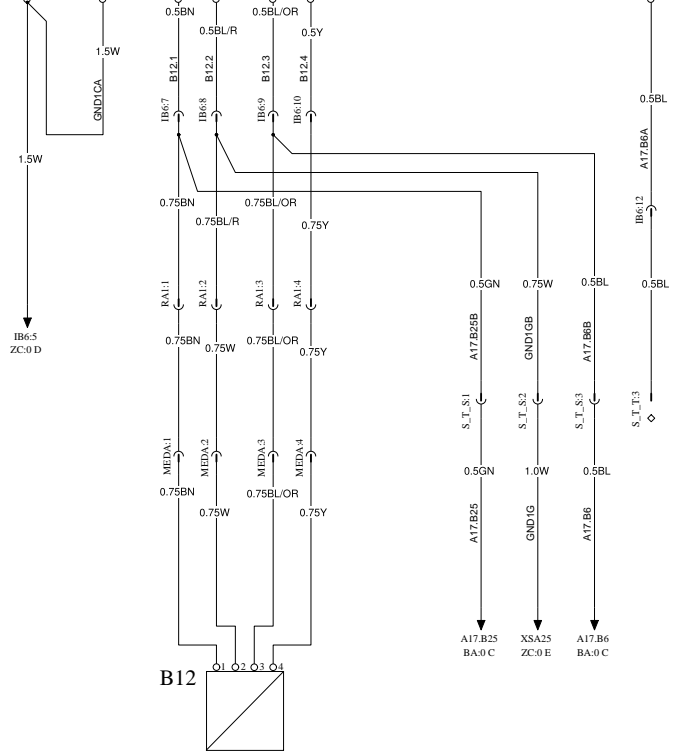 0.5BN
0.5BL/R
0.5BL/OR
0.5Y
1.5W
GND1CA
B12.1
B12.2
B12.3
B12.4
0.5BL
A17.B6A
IB6:7
IB6:8
IB6:9
IB6:10
1.5W
0.75BN
0.75BL/R
0.75BL/OR
0.75Y
IB6:12
RA1:1
RA1:2
RA1:3
RA1:4
0.5GN
0.75W
0.5BL
0.5BL
IB6:5
ZC:0 D
0.75BN
0.75W
0.75BL/OR
0.75Y
A17.B25B
GND1GB
A17.B6B
S_T_S:1
S_T_S:2
S_T_S:3
S_T_T:3
MEDA:1
MEDA:2
MEDA:3
MEDA:4
0.5GN
1.0W
0.5BL
0.75BN
0.75W
0.75BL/OR
0.75Y
A17.B25
GND1G
A17.B6
A17.B25
BA:0 C
XSA25
ZC:0 E
A17.B6
BA:0 C
B12
1
2
3
4